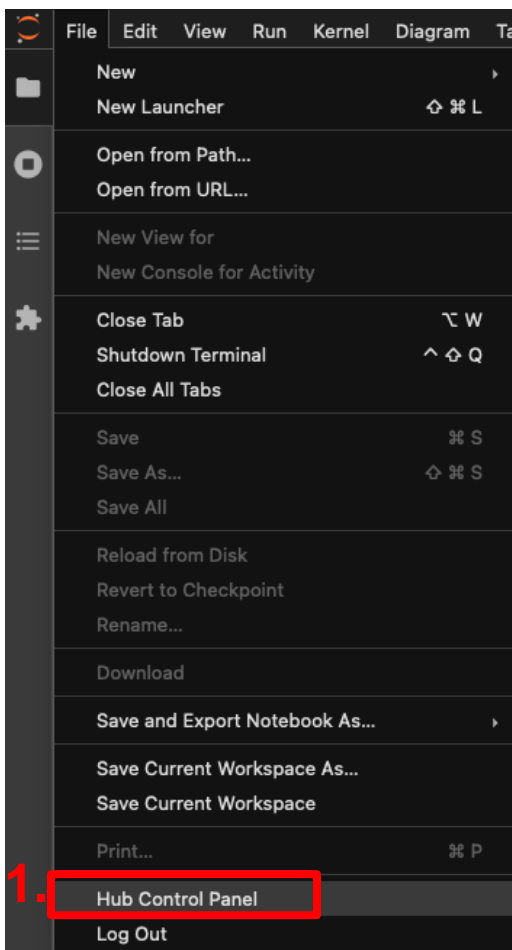 File Edit View Run Kernel Diagram Ta
New
New Launcher ⇧ ⌘ L
Open from Path...
Open from URL...
New View for
New Console for Activity
Close Tab ⌥ W
Shutdown Terminal ^ ⇧ Q
Close All Tabs
Save ⌘ S
Save As... ⇧ ⌘ S
Save All
Reload from Disk
Revert to Checkpoint
Rename...
Download
Save and Export Notebook As...
Save Current Workspace As...
Save Current Workspace
Print... ⌘ P
1. Hub Control Panel
Log Out